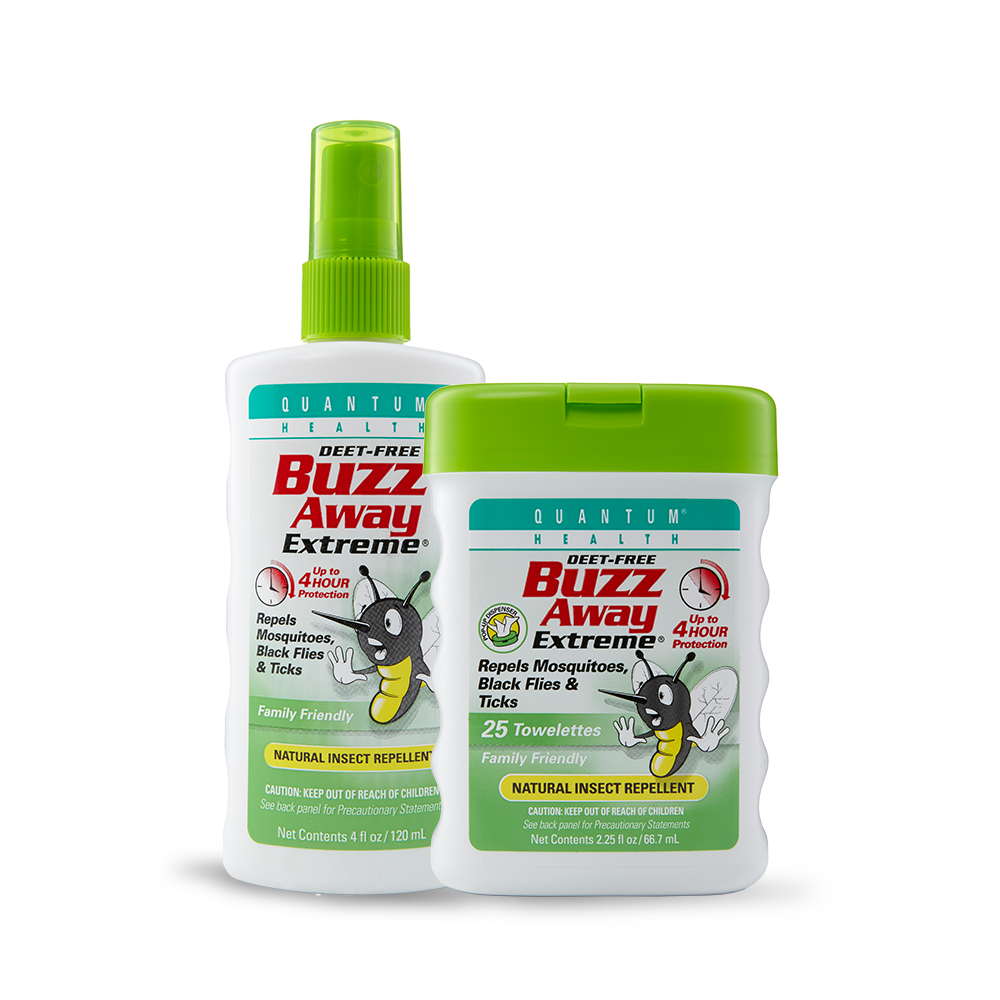 QUANTUM
HEALTH
DEET-FREE
BUZZ
Away
Extreme®
Up to
4 HOUR
Protection
Repels
Mosquitoes,
Black Flies
& Ticks
Family Friendly
NATURAL INSECT REPELLENT
CAUTION: KEEP OUT OF REACH OF CHILDREN
See back panel for Precautionary Statement
Net Contents 4 fl oz / 120 mL
QUANTUM®
HEALTH
DEET-FREE
BUZZ
Away
Extreme®
POP-UP DISPENSER
Up to
4 HOUR
Protection
Repels Mosquitoes,
Black Flies &
Ticks
25 Towelettes
Family Friendly
NATURAL INSECT REPELLENT
CAUTION: KEEP OUT OF REACH OF CHILDREN
See back panel for Precautionary Statements
Net Contents 2.25 fl oz / 66.7 mL